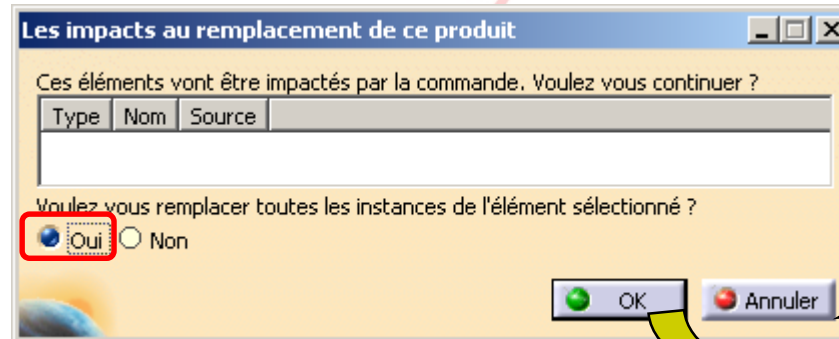 Les impacts au remplacement de ce produit
Ces éléments vont être impactés par la commande. Voulez vous continuer ?
Type Nom Source
Voulez vous remplacer toutes les instances de l'élément sélectionné ?
Oui Non
OK Annuler